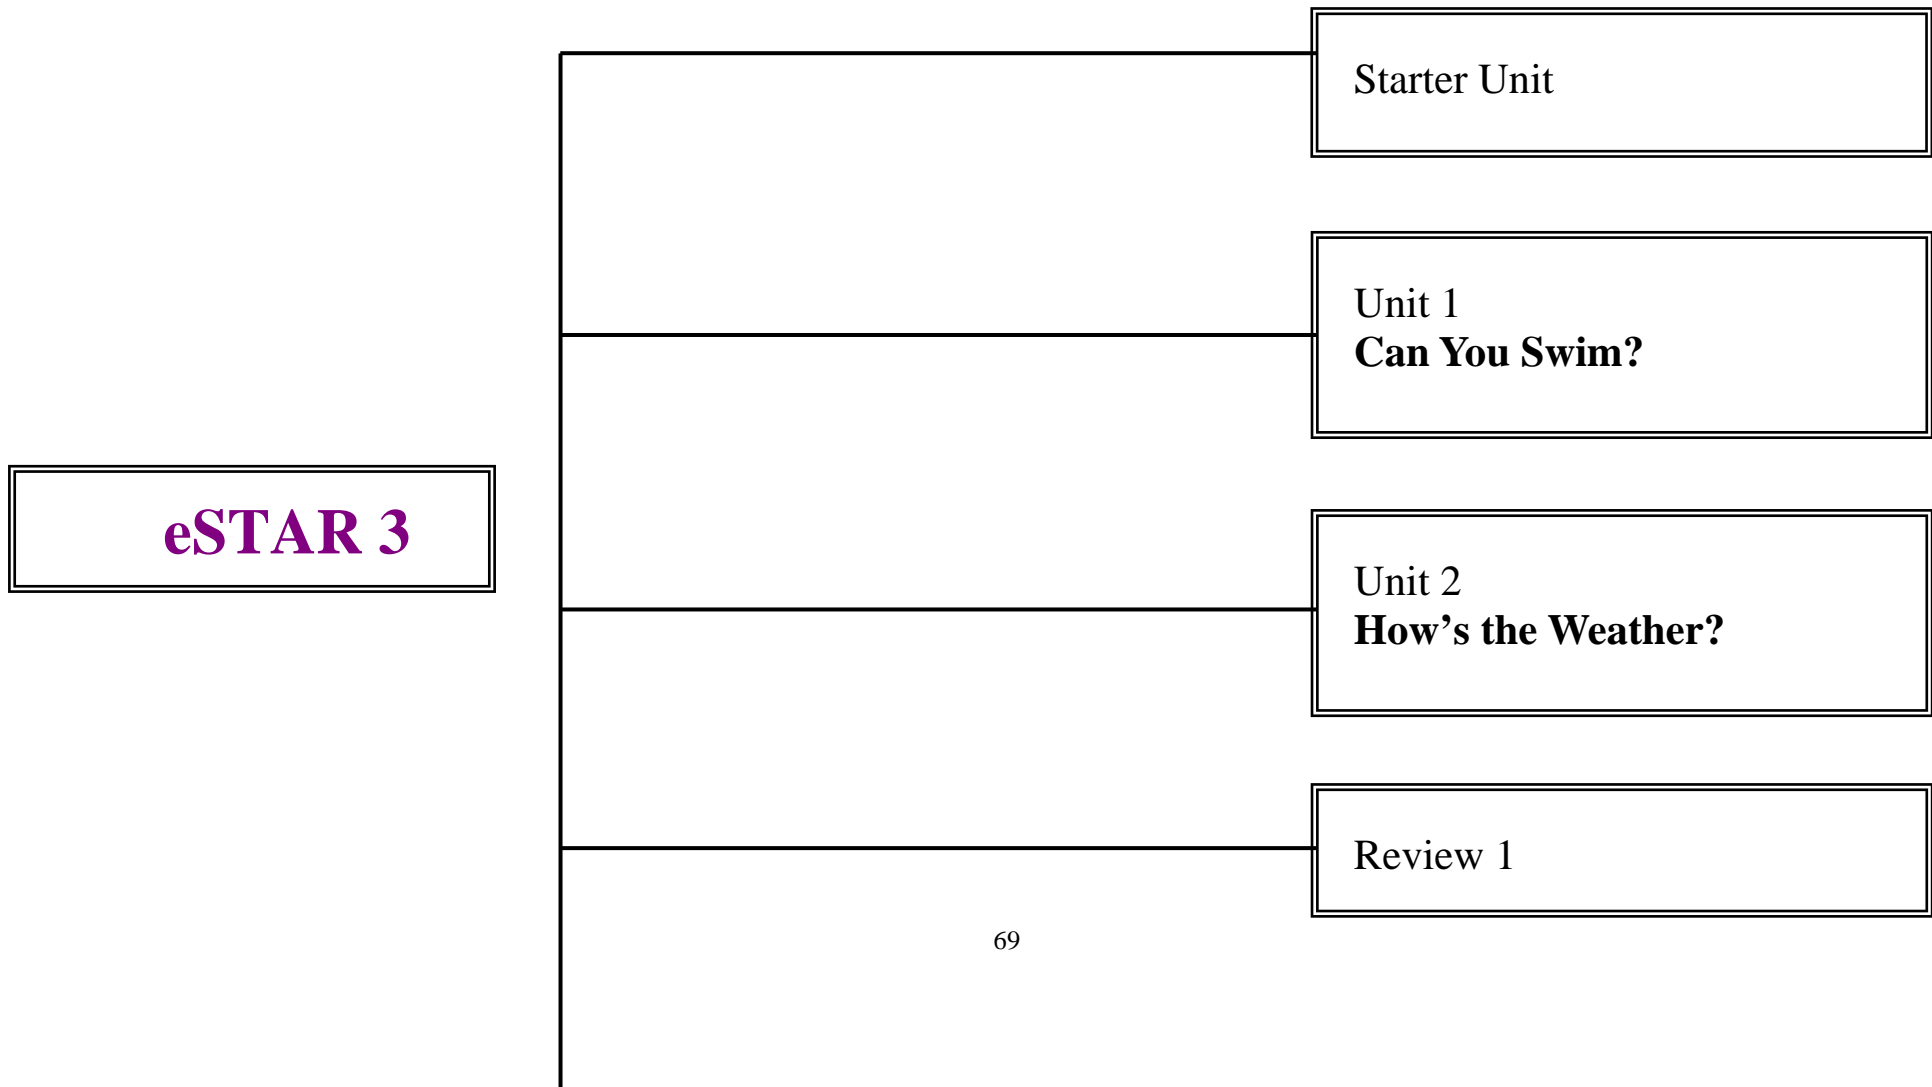 Starter Unit
Unit 1
Can You Swim?
eSTAR 3
Unit 2
How’s the Weather?
Review 1
69